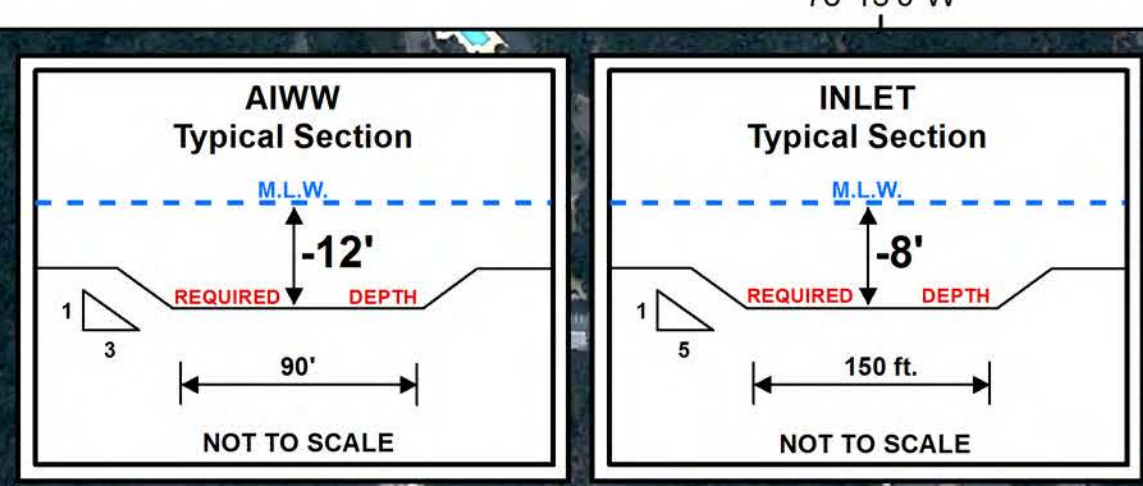 AIWW
Typical Section
M.L.W.
-12'
REQUIRED DEPTH
1
3
90'
NOT TO SCALE
INLET
Typical Section
M.L.W.
-8'
REQUIRED DEPTH
1
5
150 ft.
NOT TO SCALE